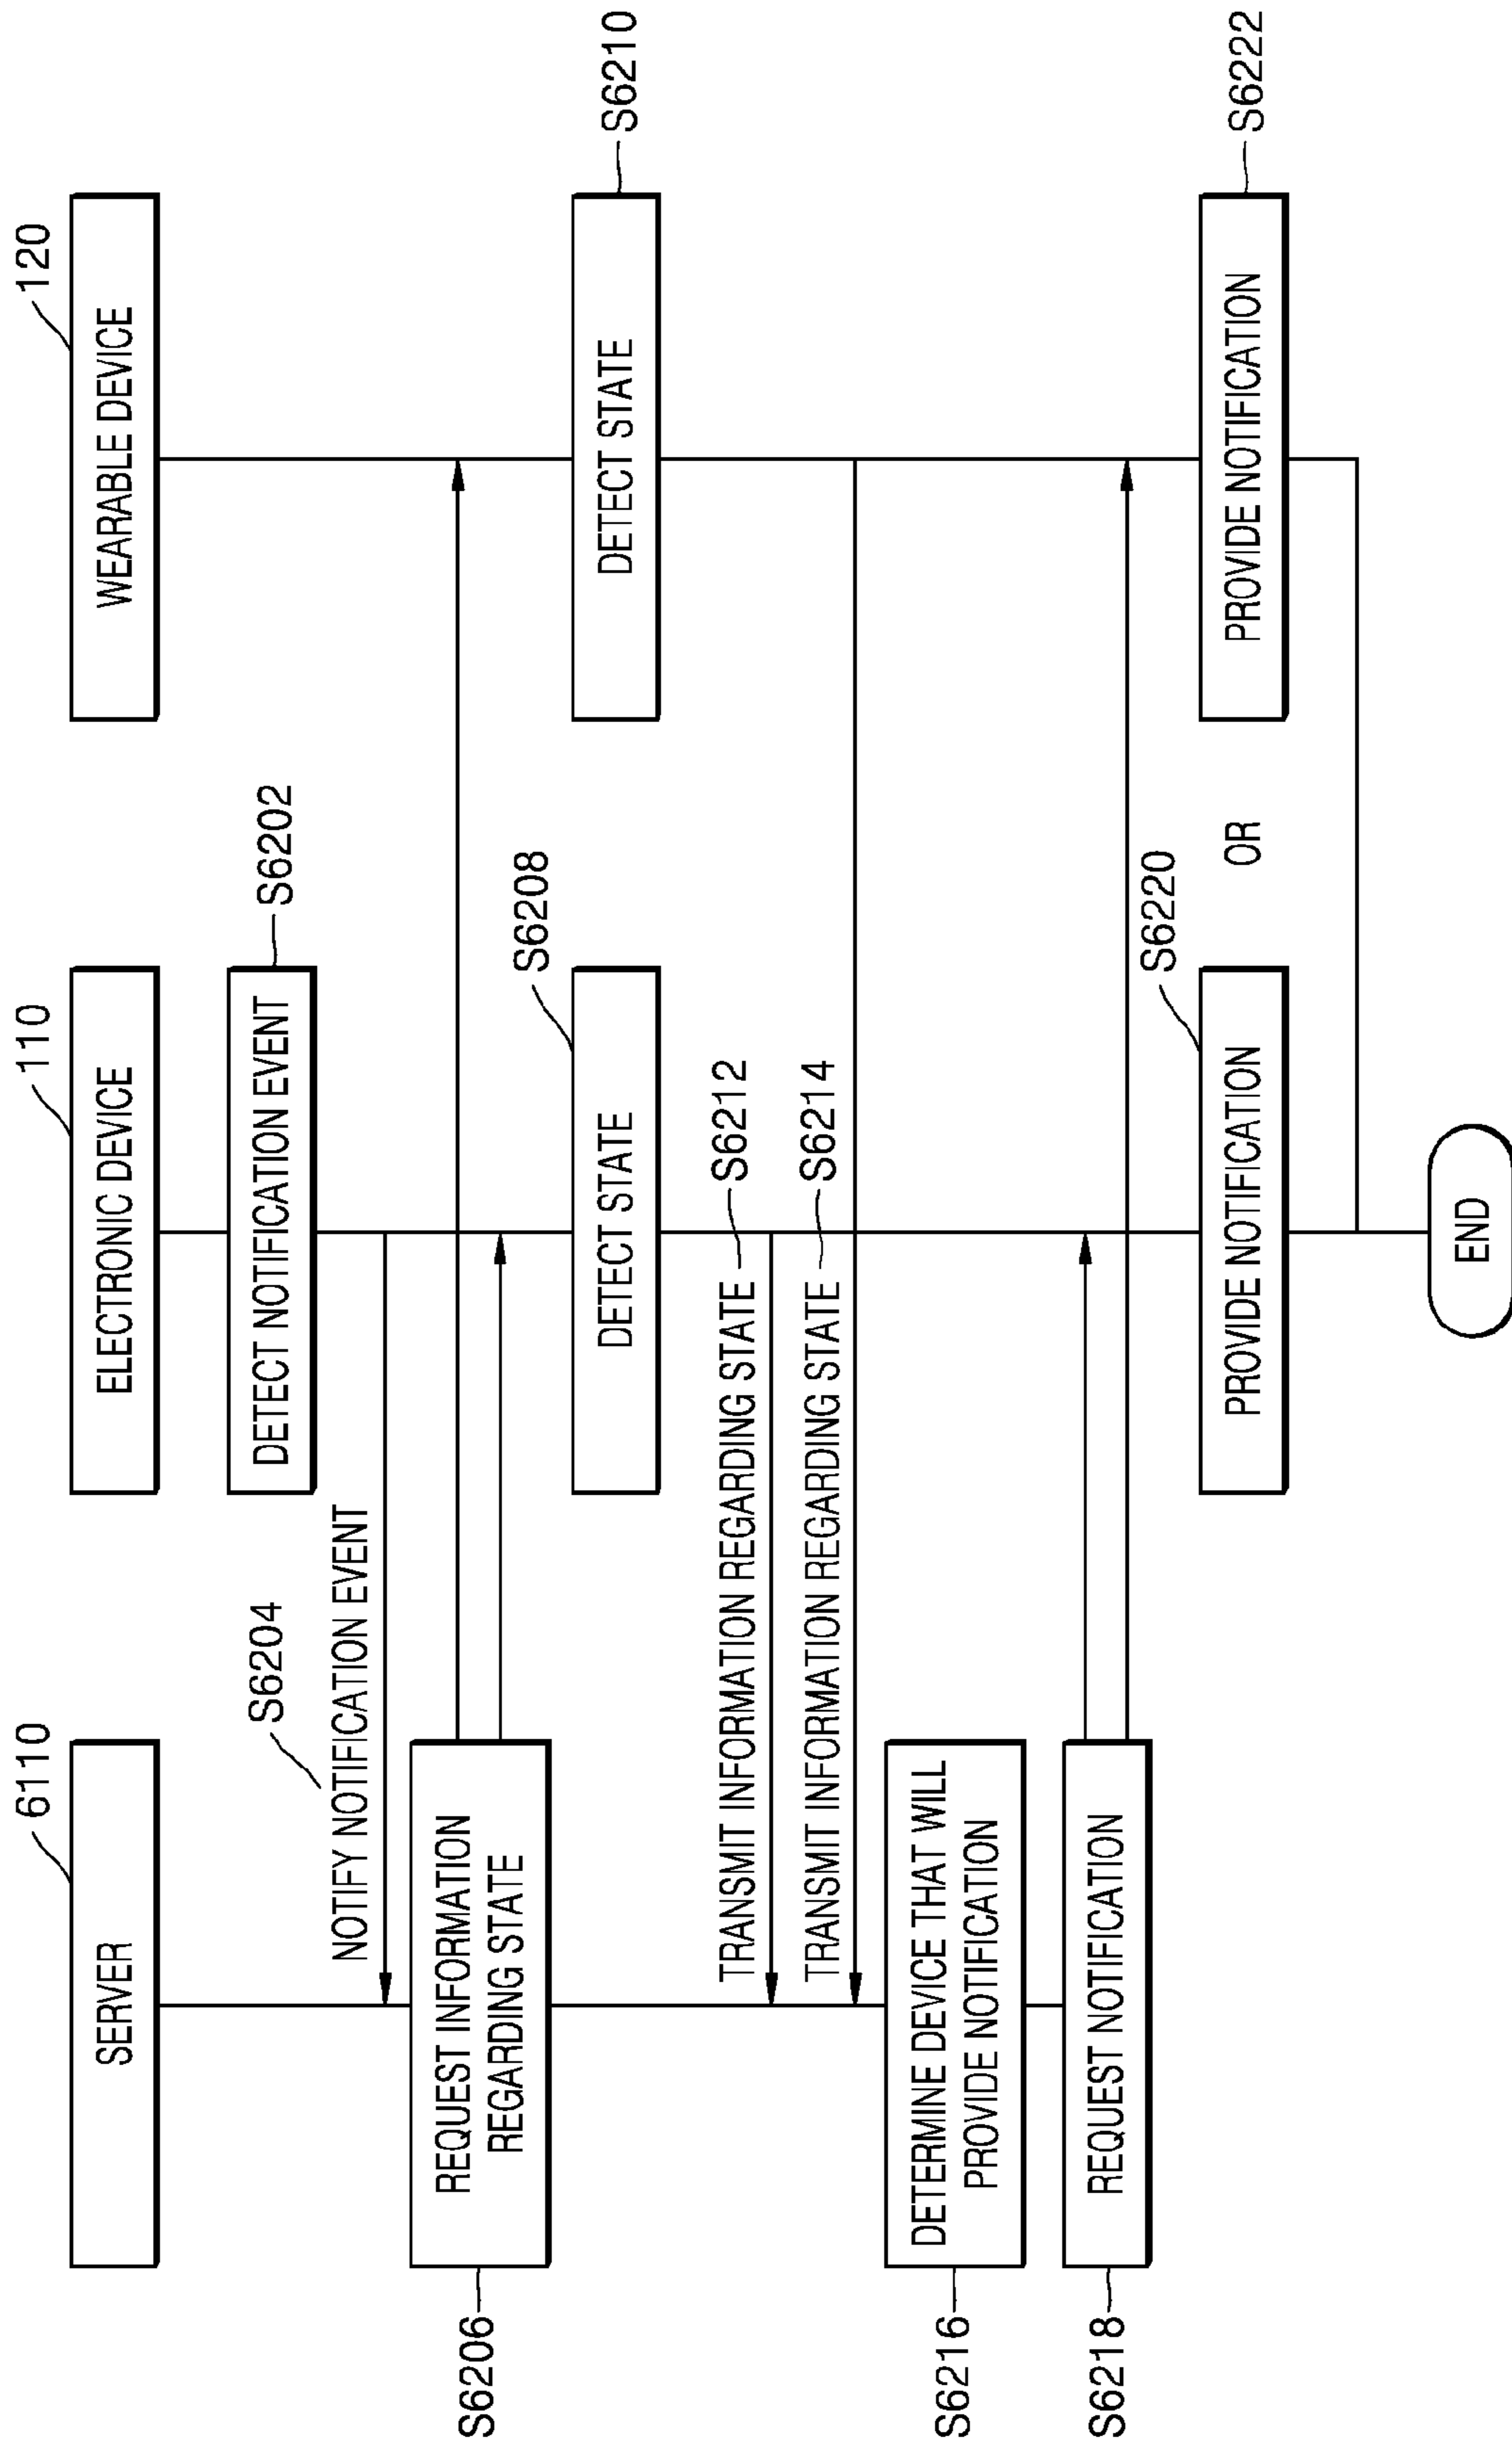 6110
110
120
SERVER
ELECTRONIC DEVICE
WEARABLE DEVICE
DETECT NOTIFICATION EVENT
S6202
S6204
NOTIFY NOTIFICATION EVENT
S6206
REQUEST INFORMATION
REGARDING STATE
S6208
DETECT STATE
DETECT STATE
S6210
TRANSMIT INFORMATION REGARDING STATE
S6212
TRANSMIT INFORMATION REGARDING STATE
S6214
S6216
DETERMINE DEVICE THAT WILL
PROVIDE NOTIFICATION
S6218
REQUEST NOTIFICATION
S6220
PROVIDE NOTIFICATION
OR
PROVIDE NOTIFICATION
S6222
END